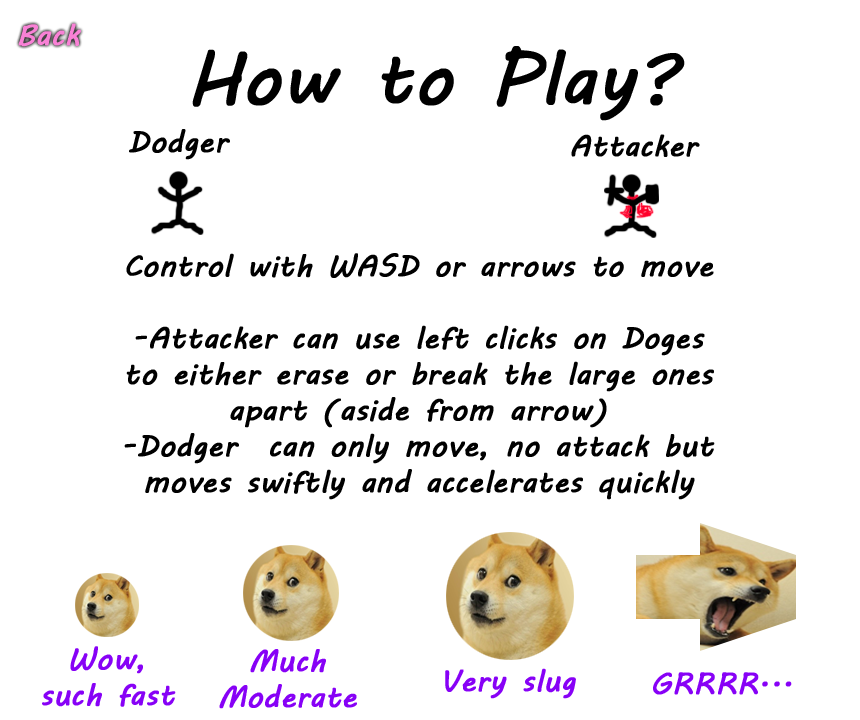 Back
How to Play?
Dodger
Attacker
Control with WASD or arrows to move
-Attacker can use left clicks on Doges
to either erase or break the large ones
apart (aside from arrow)
-Dodger  can only move, no attack but
moves swiftly and accelerates quickly
Wow,
such fast
Much
Moderate
Very slug
GRRRR...